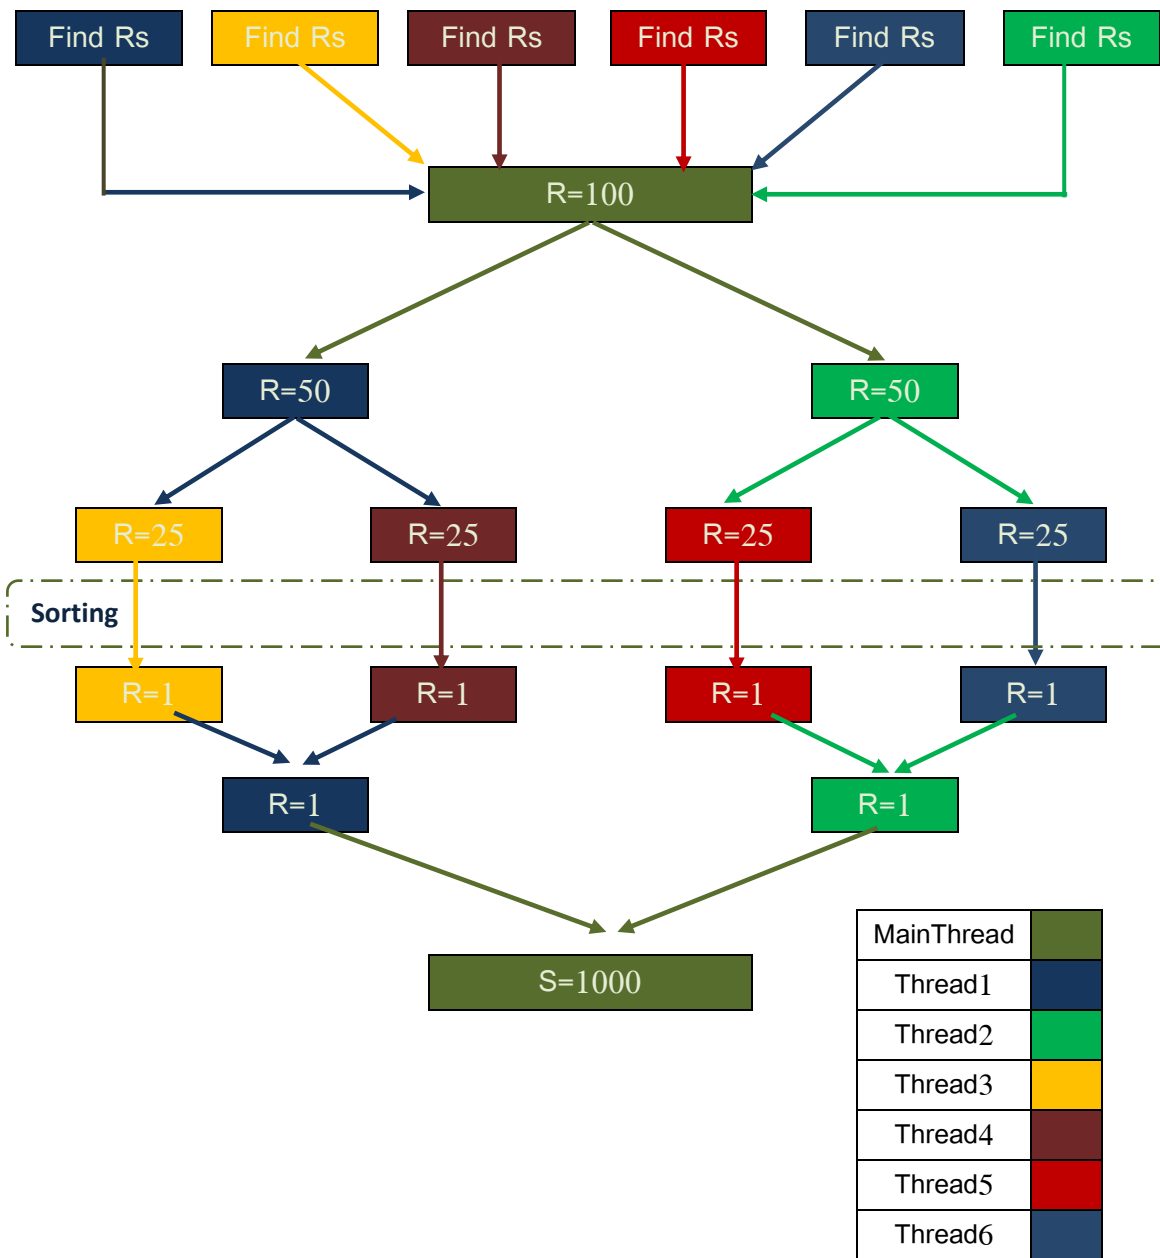 Find Rs
Find Rs
Find Rs
Find Rs
Find Rs
Find Rs
R=100
R=50
R=50
R=25
R=25
R=25
R=25
Sorting
R=1
R=1
R=1
R=1
R=1
R=1
S=1000
MainThread
Thread1
Thread2
Thread3
Thread4
Thread5
Thread6